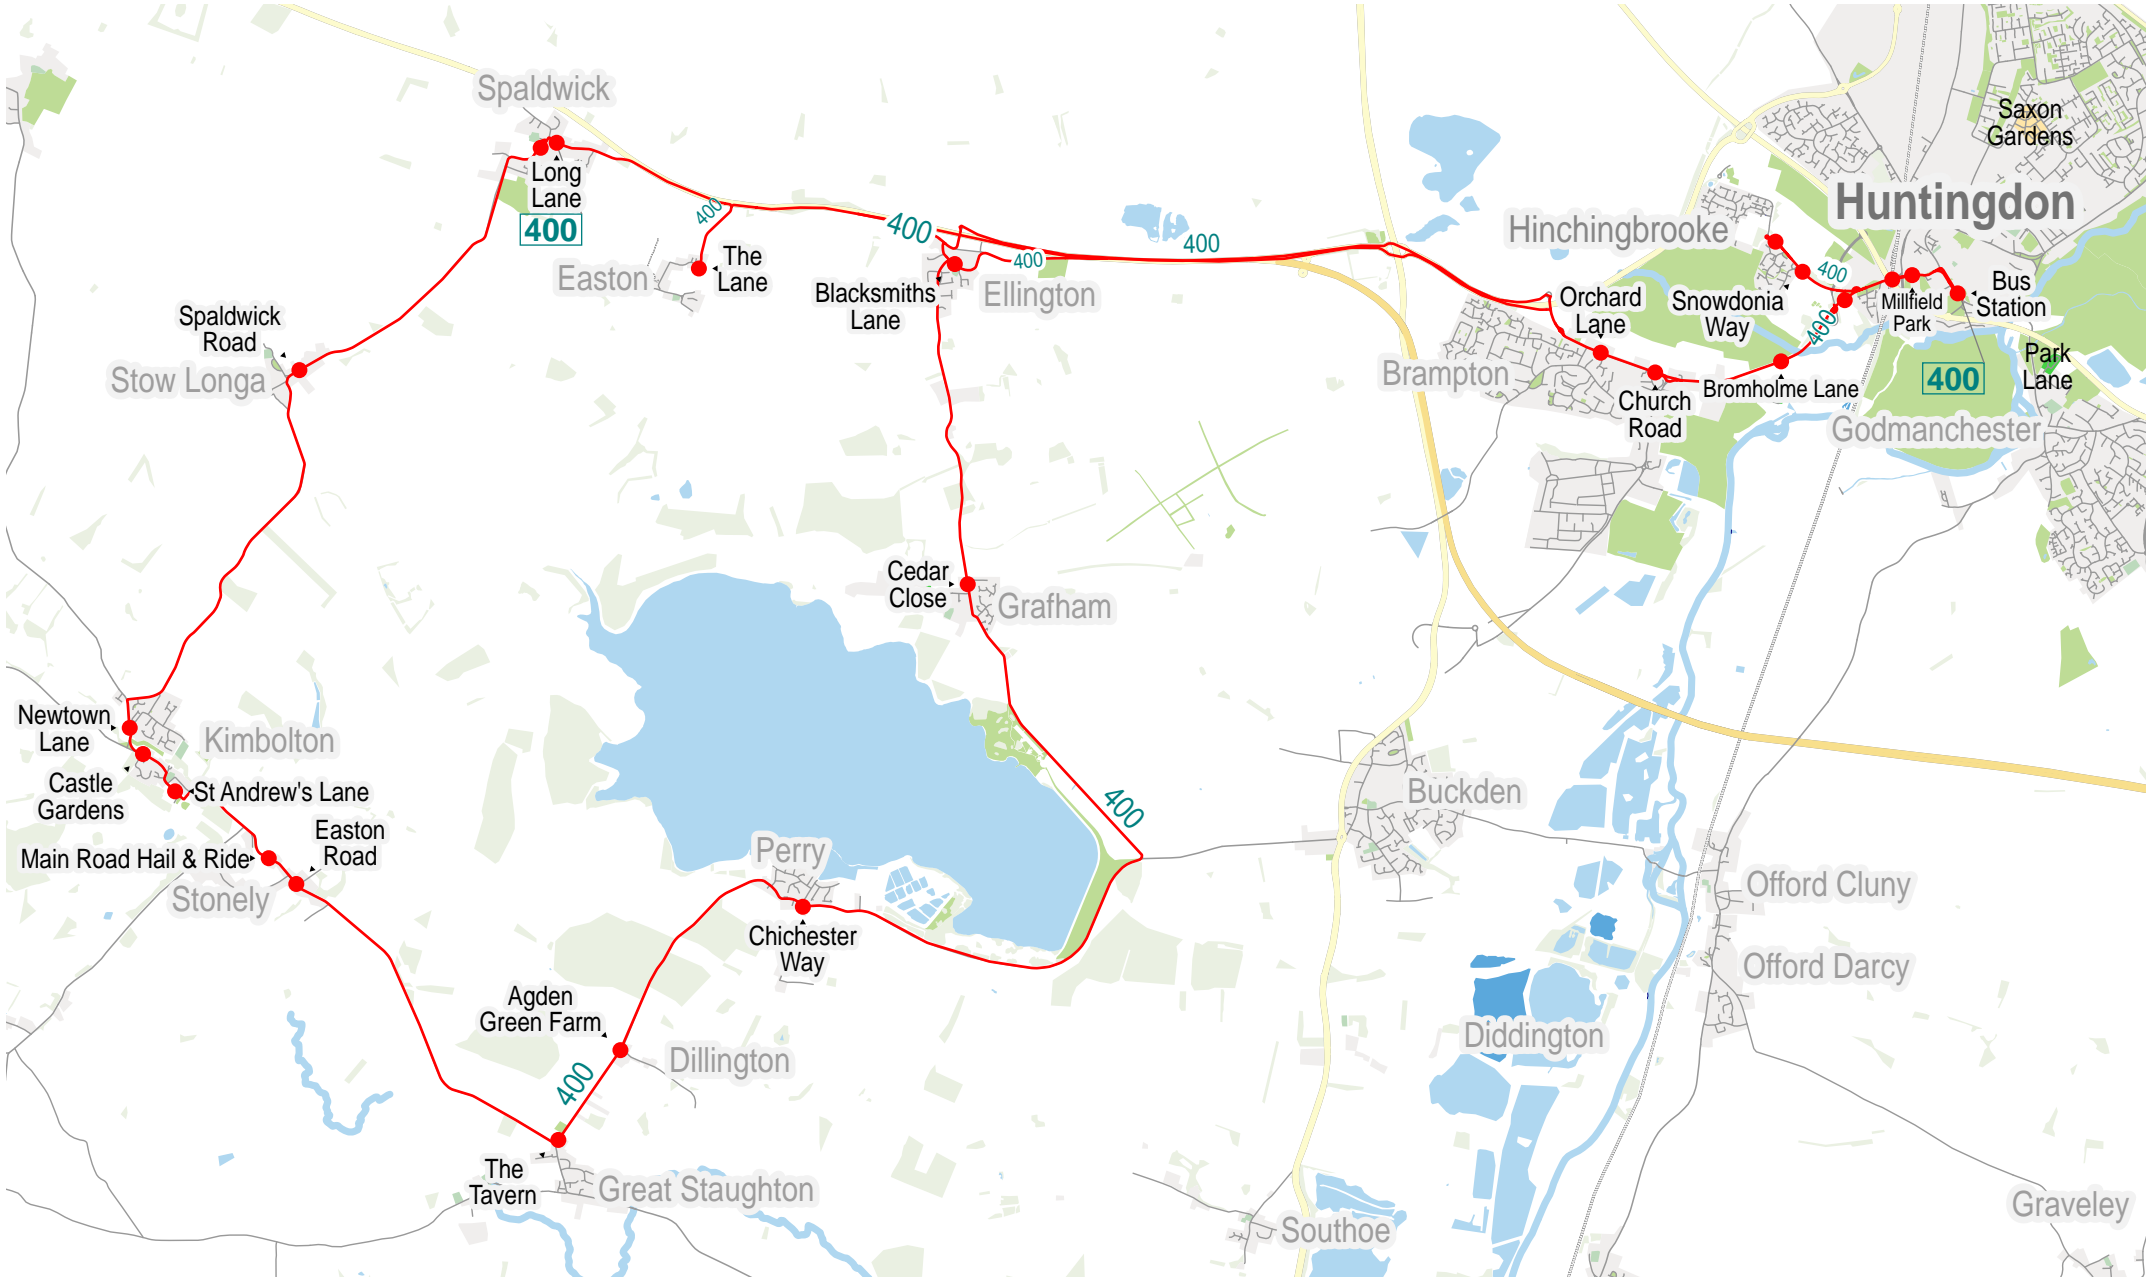 Spaldwick
Long
Lane
400
400
The
Lane
Easton
400
Blacksmiths
Lane
Ellington
400
400
Saxon
Gardens
Huntingdon
Hinchingbrooke
400
Snowdonia
Way
Millfield
Park
Bus
Station
Orchard
Lane
400
Park
Lane
400
Brampton
Church
Road
Bromholme Lane
Godmanchester
Spaldwick
Road
Stow Longa
Cedar
Close
Grafham
Newtown
Lane
Kimbolton
Castle
Gardens
St Andrew's Lane
Easton
Road
Main Road Hail & Ride
Stonely
400
Buckden
Perry
Chichester
Way
Offord Cluny
Offord Darcy
Agden
Green Farm
Dillington
400
Diddington
The
Tavern
Great Staughton
Southoe
Graveley